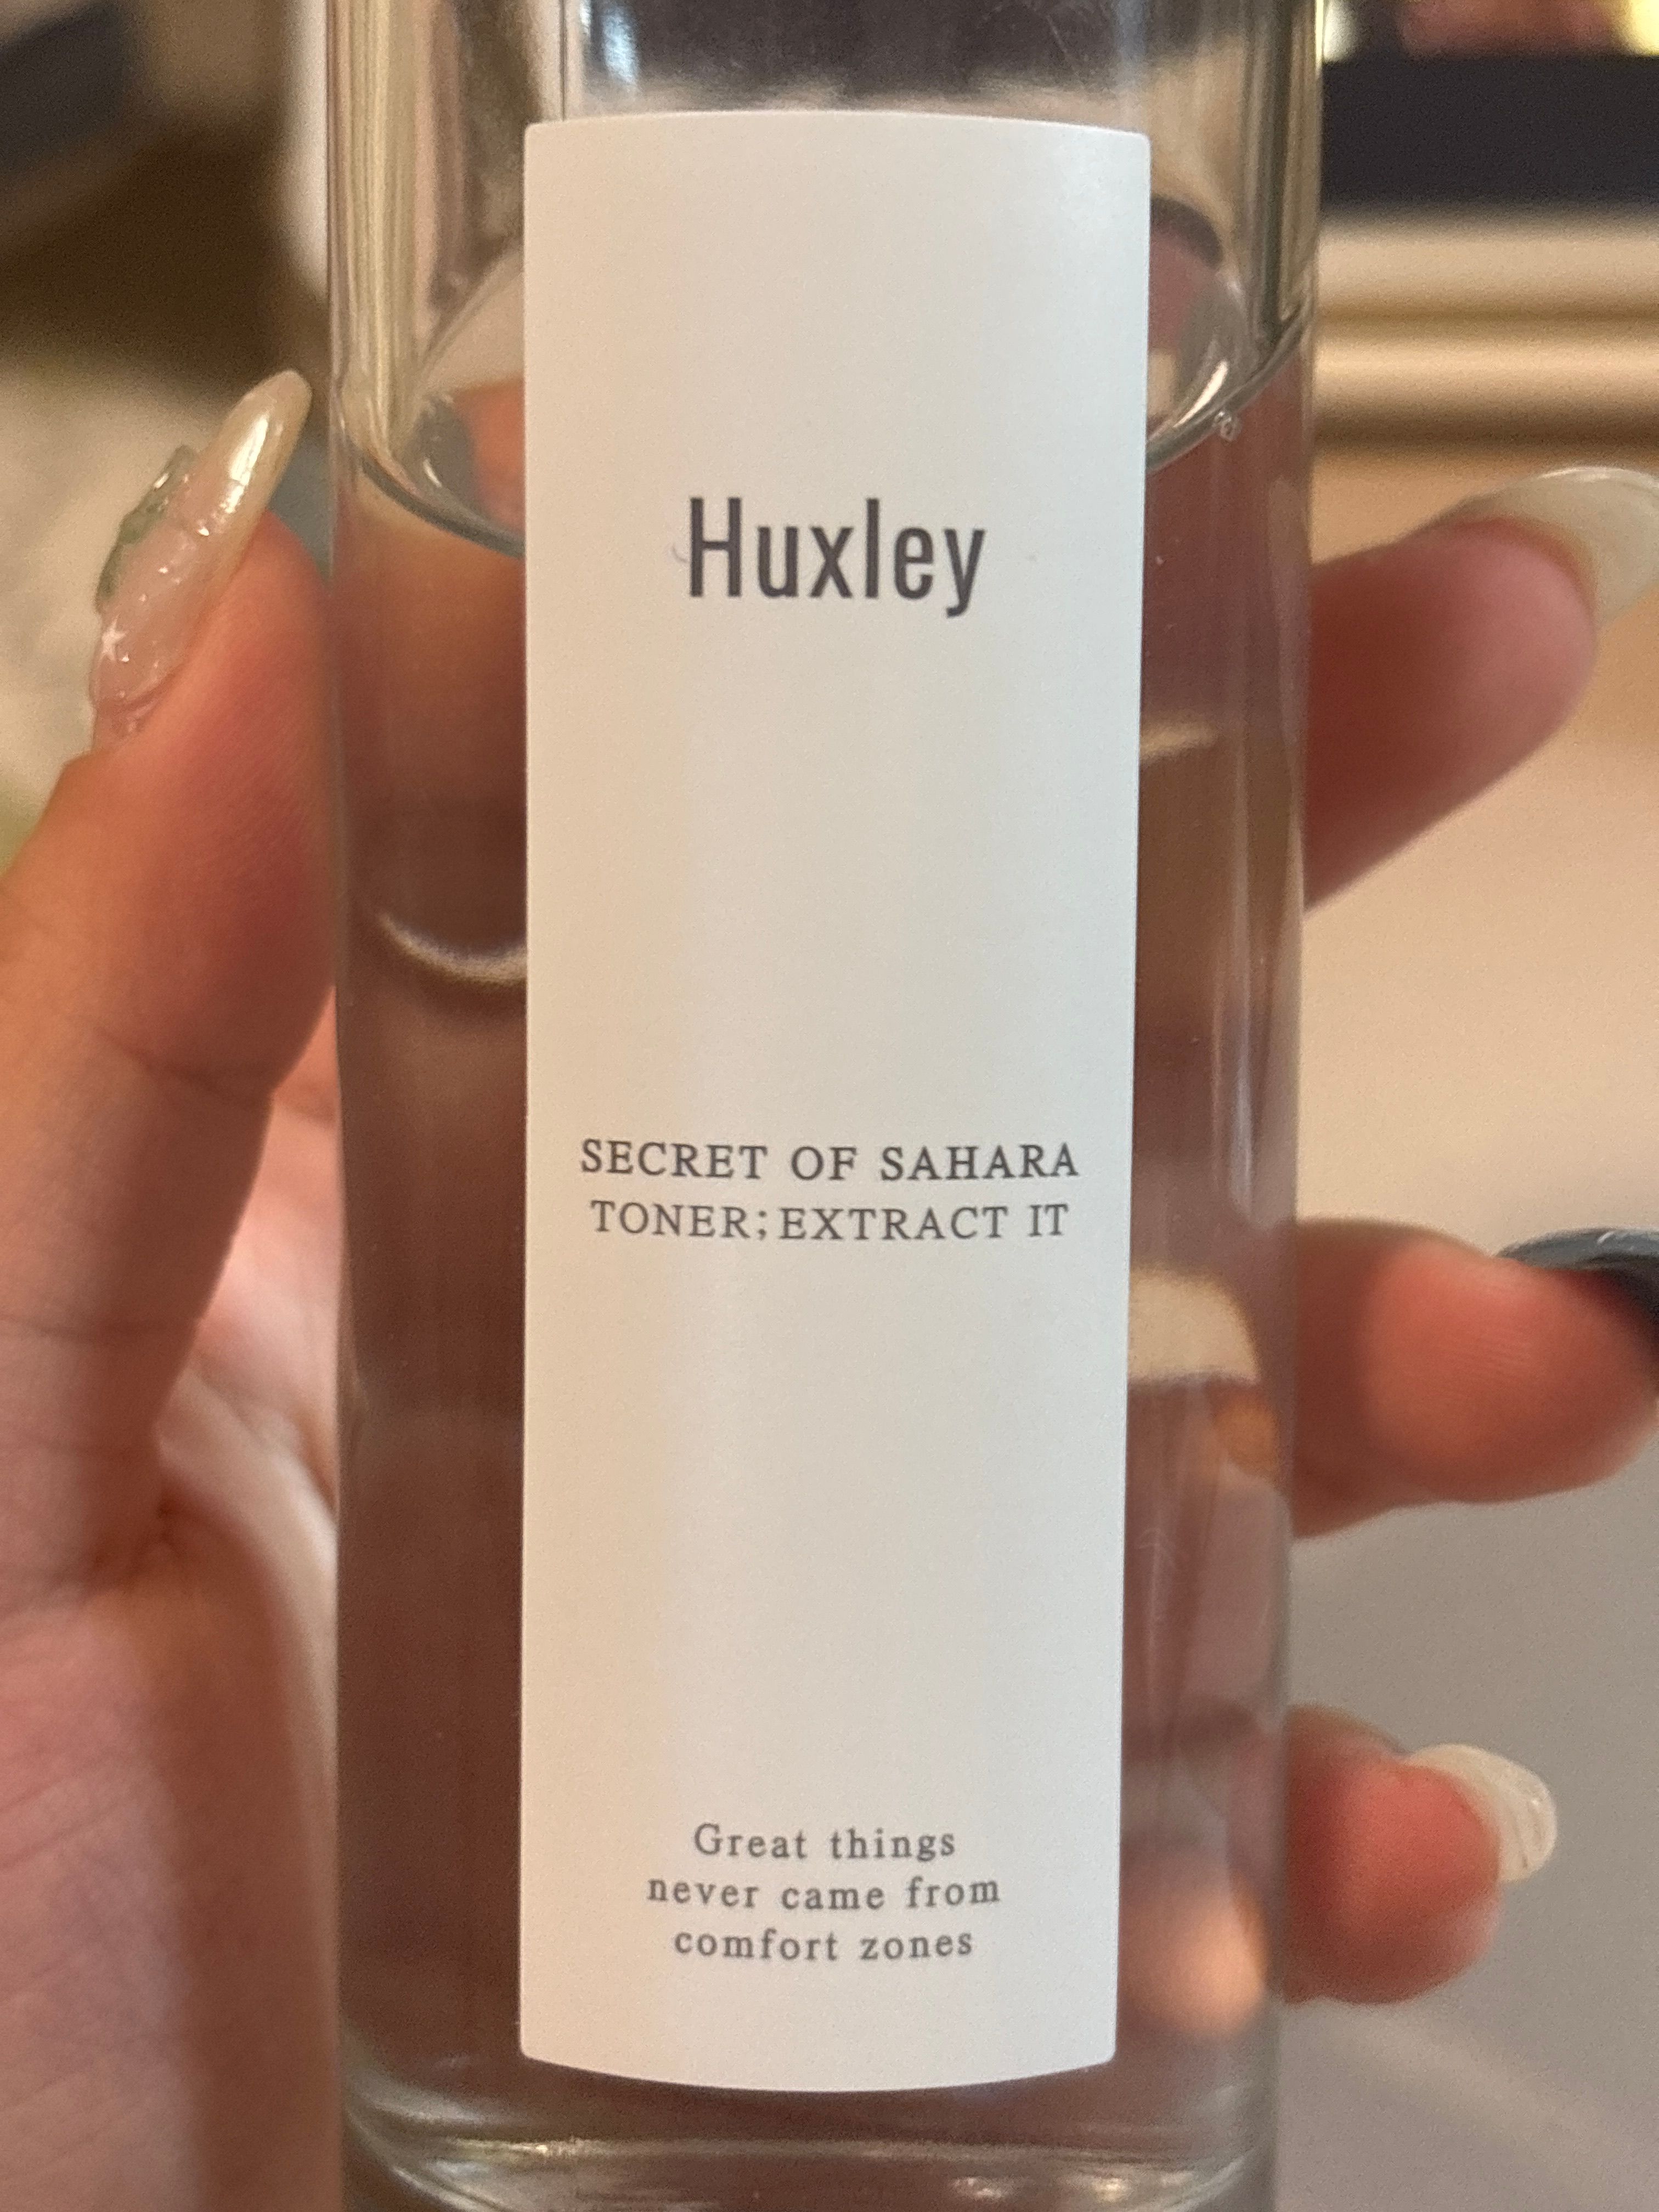 Huxley
SECRET OF SAHARA
TONER; EXTRACT IT
Great things
never came from
comfort zones